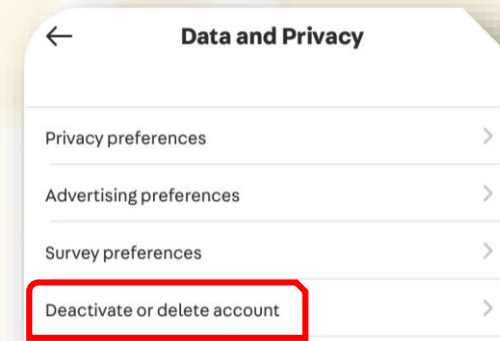 Data and Privacy
Privacy preferences
Advertising preferences
Survey preferences
Deactivate or delete account